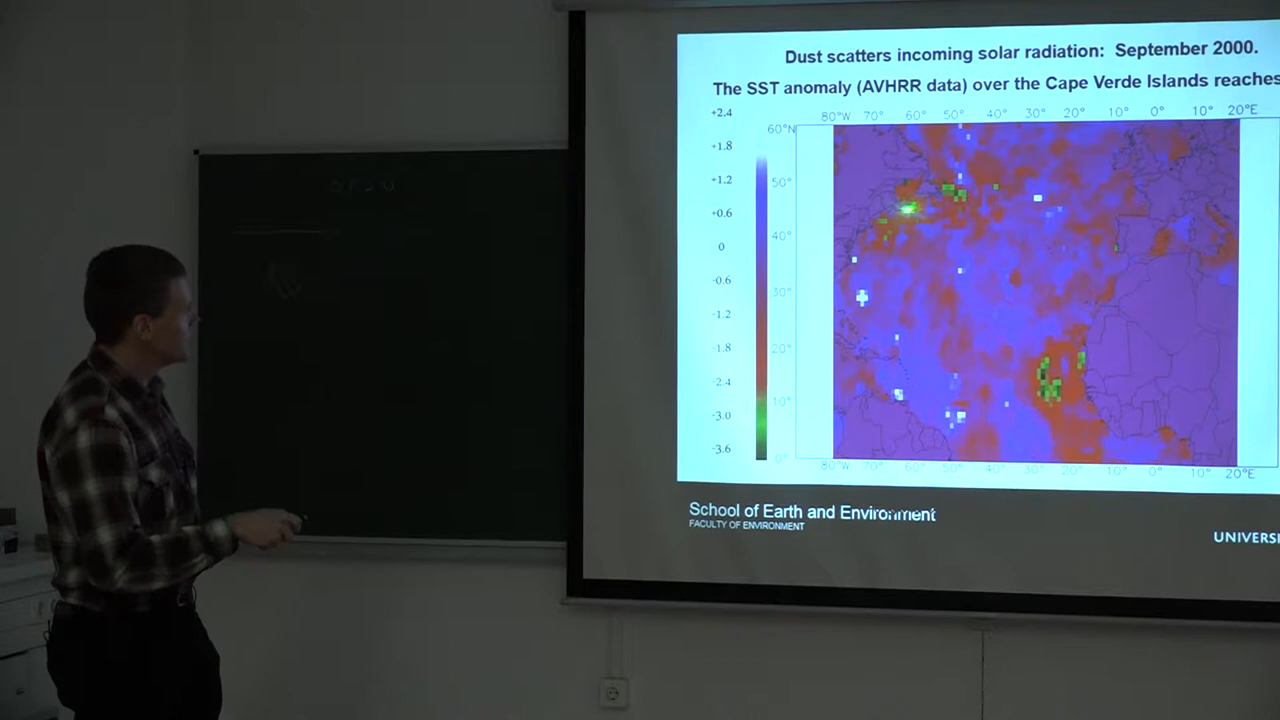 Dust scatters incoming solar radiation: September 2000.
The SST anomaly (AVHRR data) over the Cape Verde Islands reaches
+2.4
+1.8
+1.2
+0.6
0
-0.6
-1.2
-1.8
-2.4
-3.0
-3.6
80°W 70° 60° 50° 40° 30° 20° 10° 0° 10° 20°E
60°N
50°
40°
30°
20°
10°
0°
80°W 70° 60° 50° 40° 30° 20° 10° 0° 10° 20°E
School of Earth and Environment
FACULTY OF ENVIRONMENT
UNIVERSI